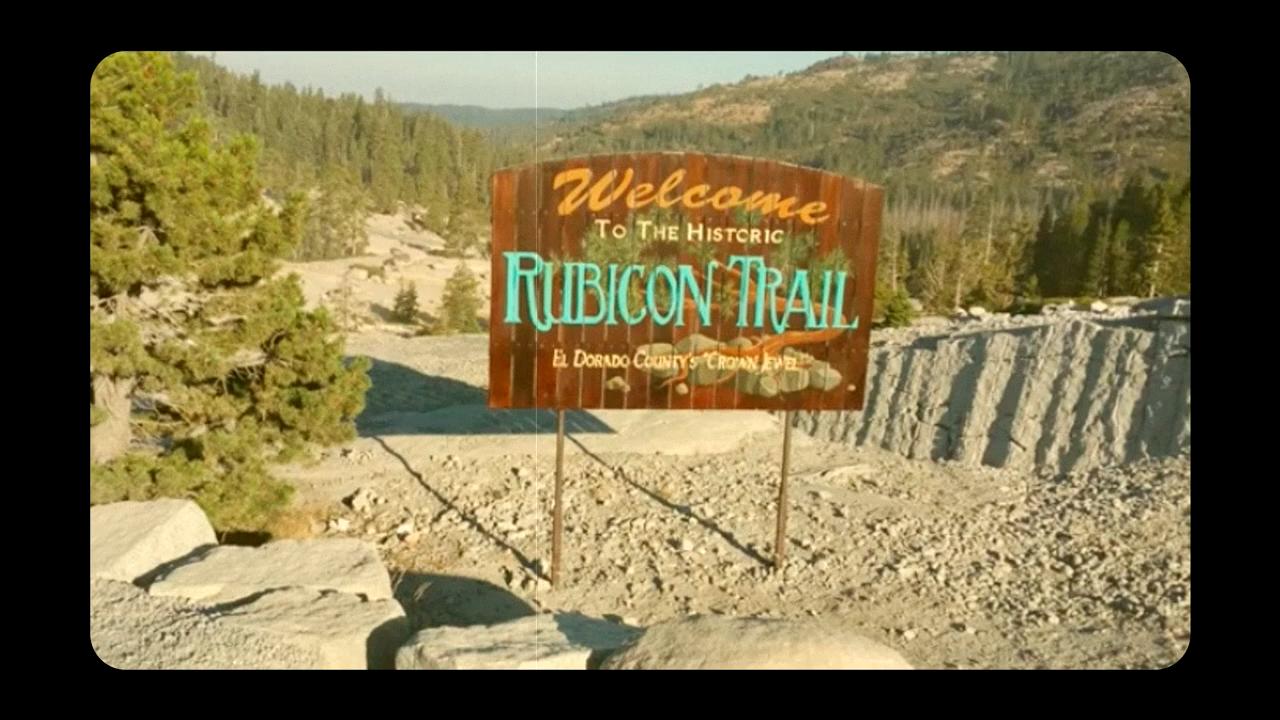 Welcome
To The Historic
Rubicon Trail
El Dorado County's "Crown Jewel"